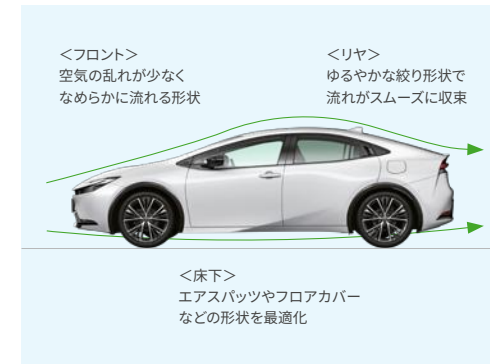 ＜フロント＞
空気の乱れが少なく
なめらかに流れる形状
＜リヤ＞
ゆるやかな絞り形状で
流れがスムーズに収束
＜床下＞
エアスパッツやフロアカバー
などの形状を最適化